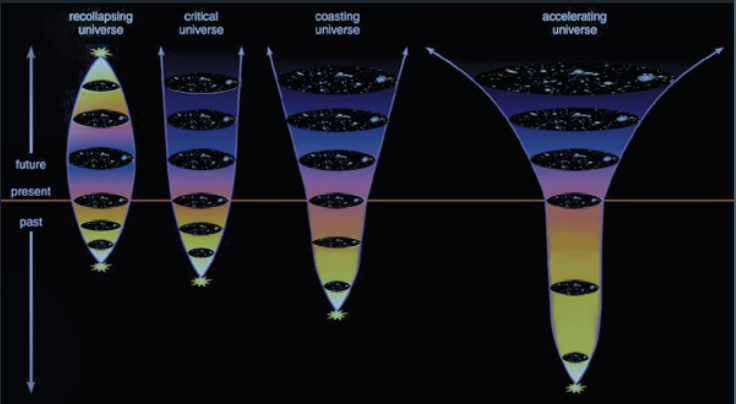 recollapsing
universe
critical
universe
coasting
universe
accelerating
universe
future
present
past